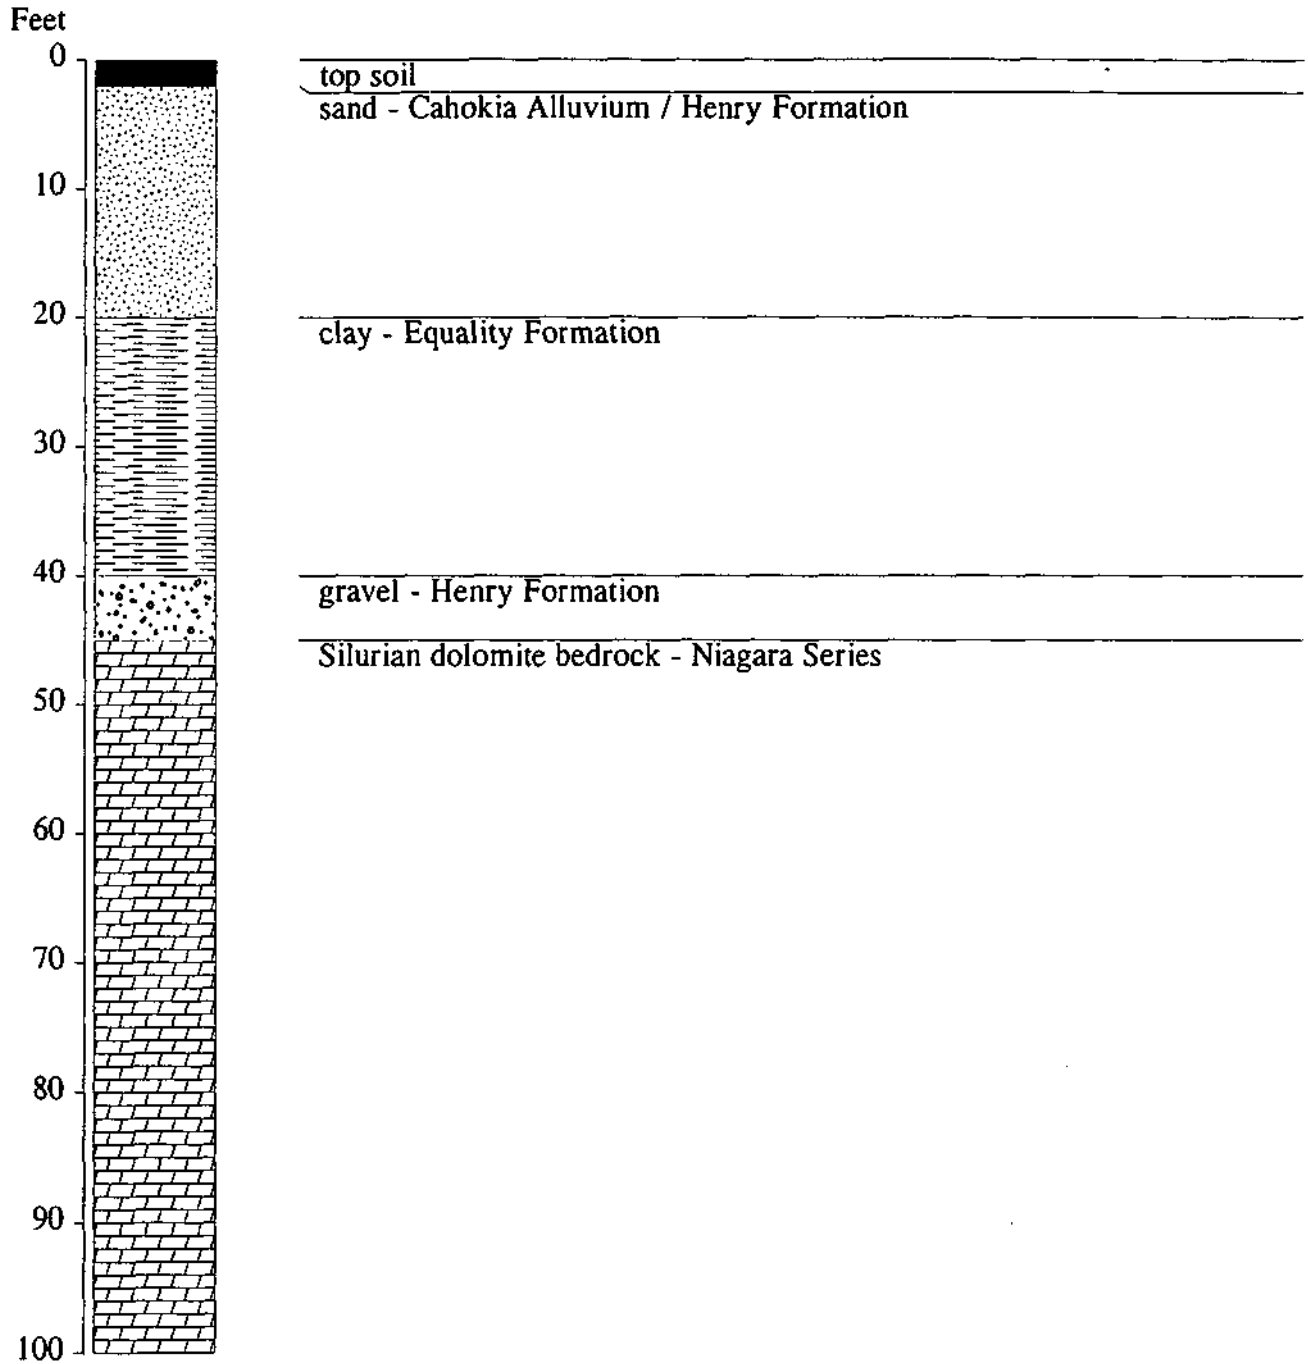 Feet
0
top soil
sand - Cahokia Alluvium / Henry Formation
10
20
clay - Equality Formation
30
40
gravel - Henry Formation
Silurian dolomite bedrock - Niagara Series
50
60
70
80
90
100